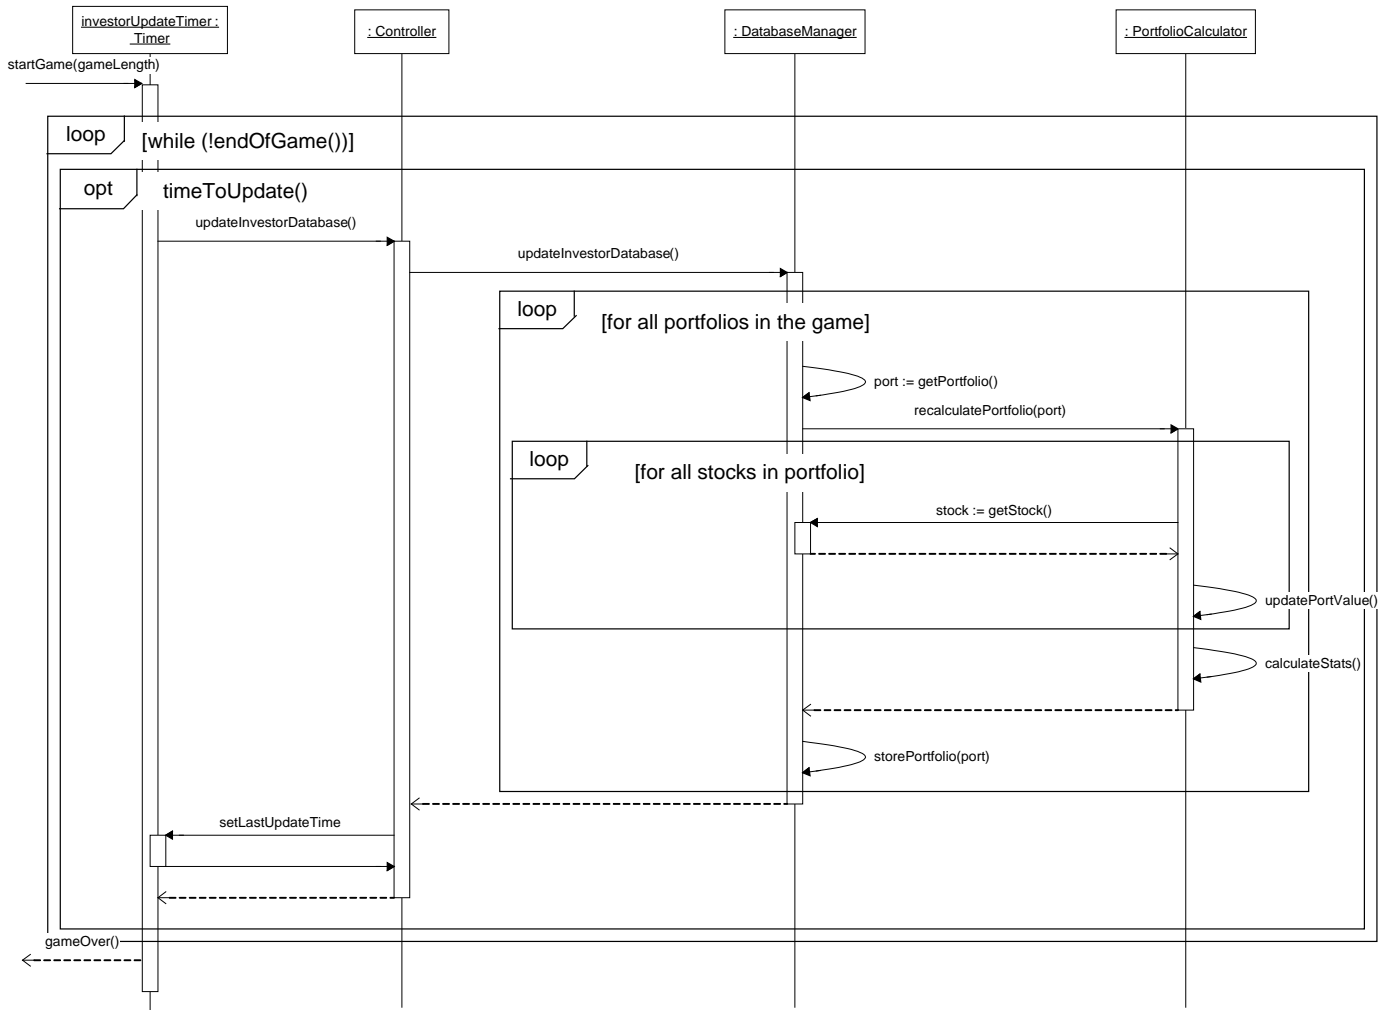 investorUpdateTimer :
Timer
: Controller
: DatabaseManager
: PortfolioCalculator
startGame(gameLength)
loop
[while (!endOfGame())]
opt
timeToUpdate()
updateInvestorDatabase()
updateInvestorDatabase()
loop
[for all portfolios in the game]
port := getPortfolio()
recalculatePortfolio(port)
loop
[for all stocks in portfolio]
stock := getStock()
updatePortValue()
calculateStats()
storePortfolio(port)
setLastUpdateTime
gameOver()